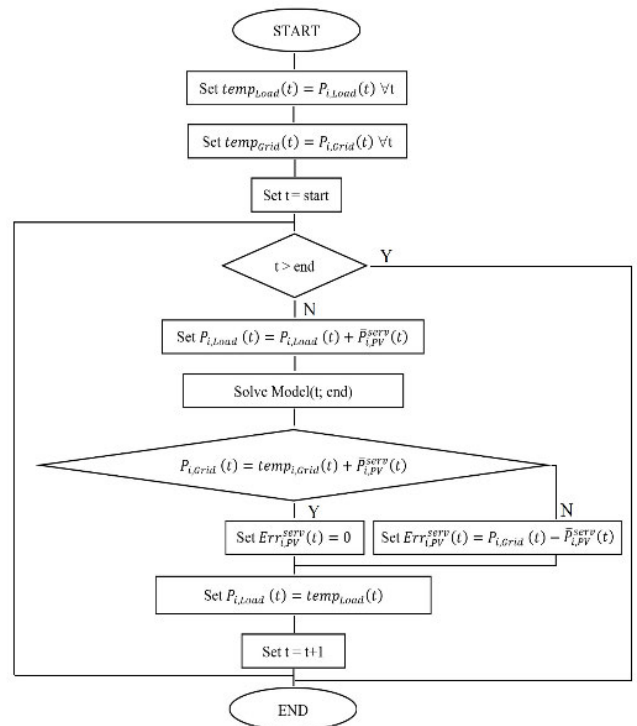 START
Set temp_Load(t) = P_i,Load(t) ∀t
Set temp_Grid(t) = P_i,Grid(t) ∀t
Set t = start
t > end
Y
N
Set P_i,Load (t) = P_i,Load (t) + P̄_i,PV^serv(t)
Solve Model(t; end)
P_i,Grid (t) = temp_i,Grid(t) + P̄_i,PV^serv(t)
Y
N
Set Err_i,PV^serv(t) = 0
Set Err_i,PV^serv(t) = P_i,Grid (t) − P̄_i,PV^serv(t)
Set P_i,Load (t) = temp_Load(t)
Set t = t+1
END